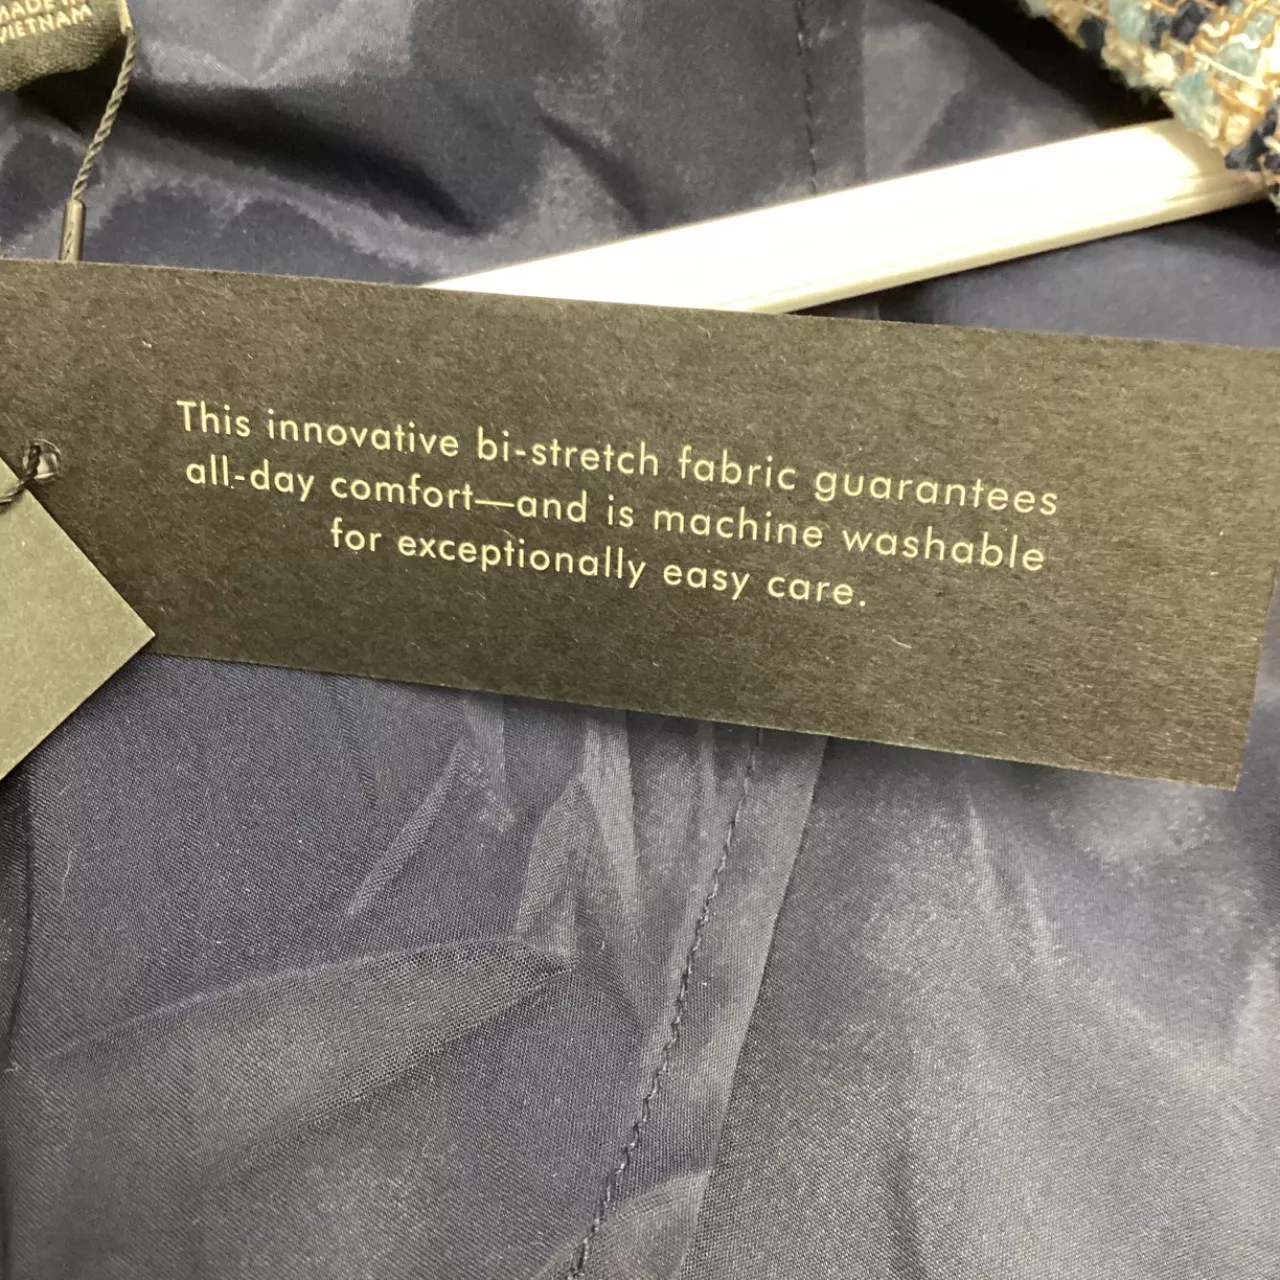 MADE IN
VIETNAM
This innovative bi-stretch fabric guarantees
all-day comfort—and is machine washable
for exceptionally easy care.